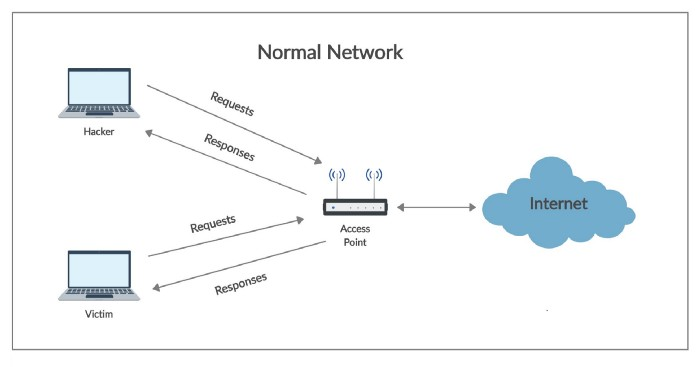 Normal Network
Requests
Hacker
Responses
Internet
Requests
Access
Point
Responses
Victim